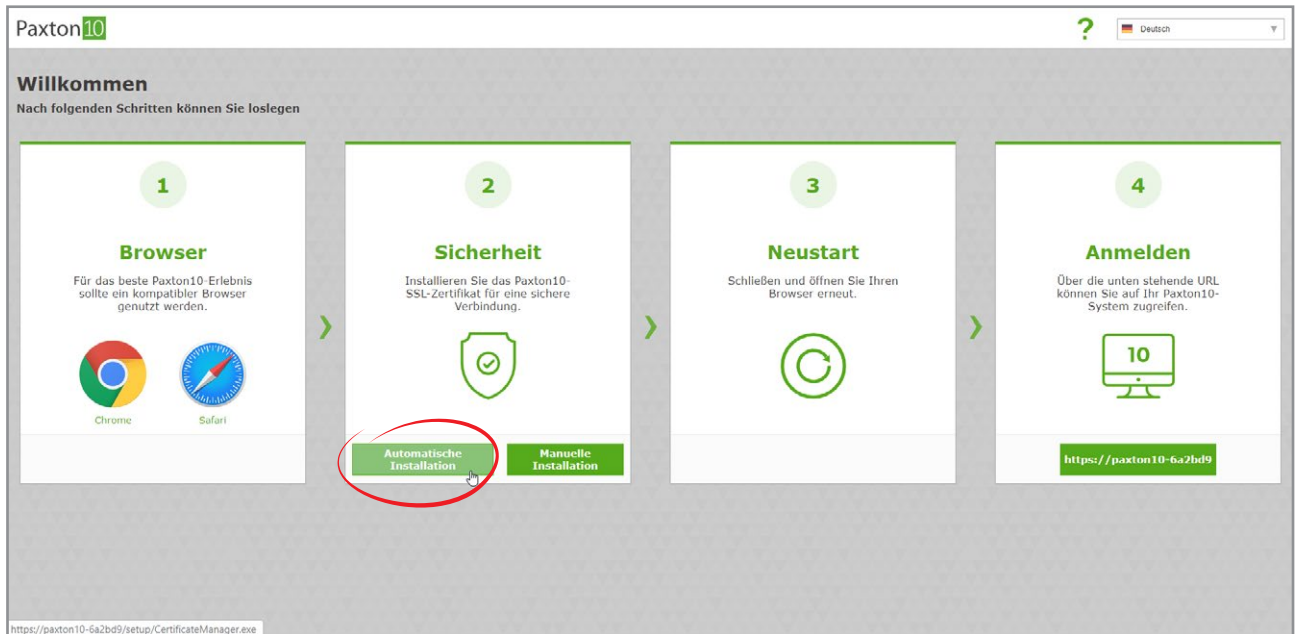 Paxton10
?
Deutsch
Willkommen
Nach folgenden Schritten können Sie loslegen
1
Browser
Für das beste Paxton10-Erlebnis
sollte ein kompatibler Browser
genutzt werden.
Chrome
Safari
2
Sicherheit
Installieren Sie das Paxton10-
SSL-Zertifikat für eine sichere
Verbindung.
Automatische
Installation
Manuelle
Installation
3
Neustart
Schließen und öffnen Sie Ihren
Browser erneut.
4
Anmelden
Über die unten stehende URL
können Sie auf Ihr Paxton10-
System zugreifen.
10
https://paxton10-6a2bd9
https://paxton10-6a2bd9/setup/CertificateManager.exe